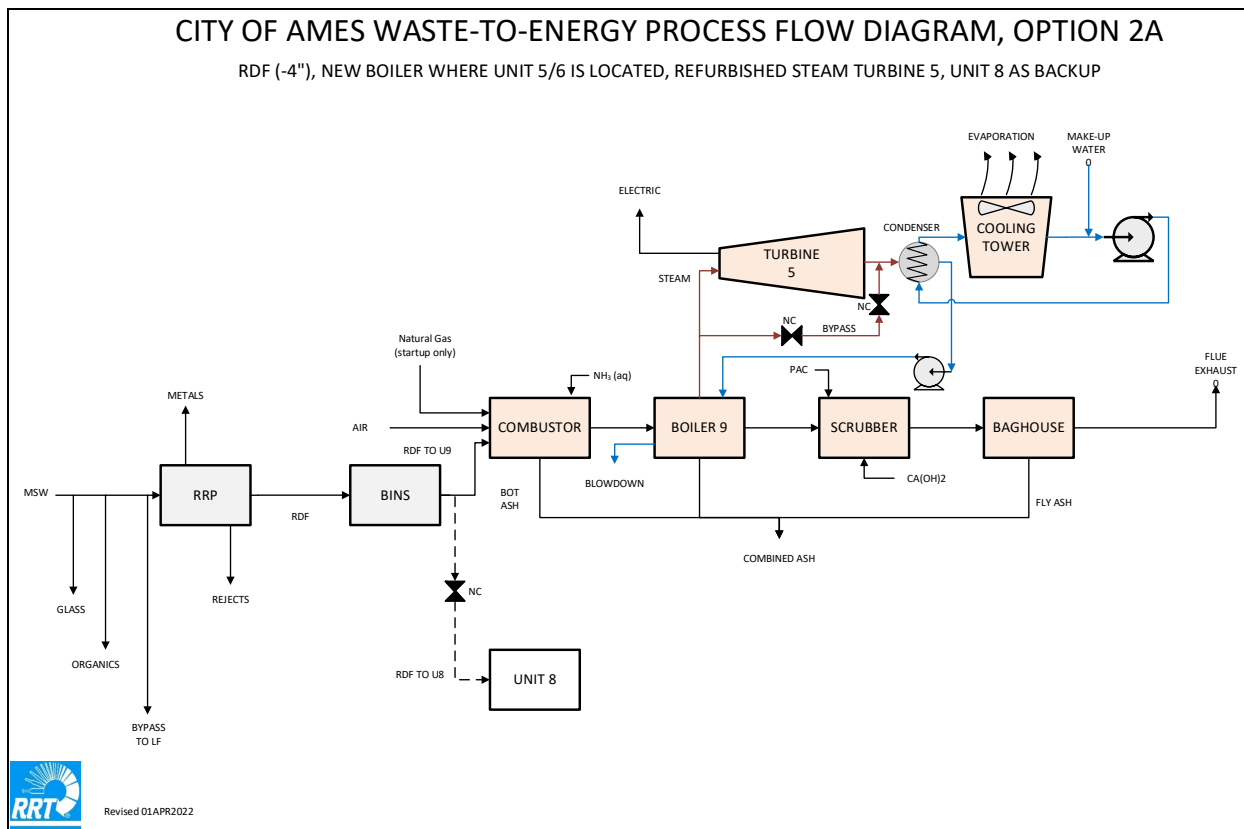 CITY OF AMES WASTE-TO-ENERGY PROCESS FLOW DIAGRAM, OPTION 2A
RDF (-4"), NEW BOILER WHERE UNIT 5/6 IS LOCATED, REFURBISHED STEAM TURBINE 5, UNIT 8 AS BACKUP
EVAPORATION
MAKE-UP
WATER
0
ELECTRIC
CONDENSER
COOLING
TOWER
TURBINE
5
STEAM
NC
NC
BYPASS
Natural Gas
(startup only)
NH₃ (aq)
PAC
FLUE
EXHAUST
0
METALS
AIR
COMBUSTOR
BOILER 9
SCRUBBER
BAGHOUSE
RDF TO U9
MSW
RRP
RDF
BINS
BOT
ASH
BLOWDOWN
CA(OH)2
FLY ASH
COMBINED ASH
GLASS
REJECTS
NC
ORGANICS
RDF TO U8
UNIT 8
BYPASS
TO LF
RRT
®
Revised 01APR2022